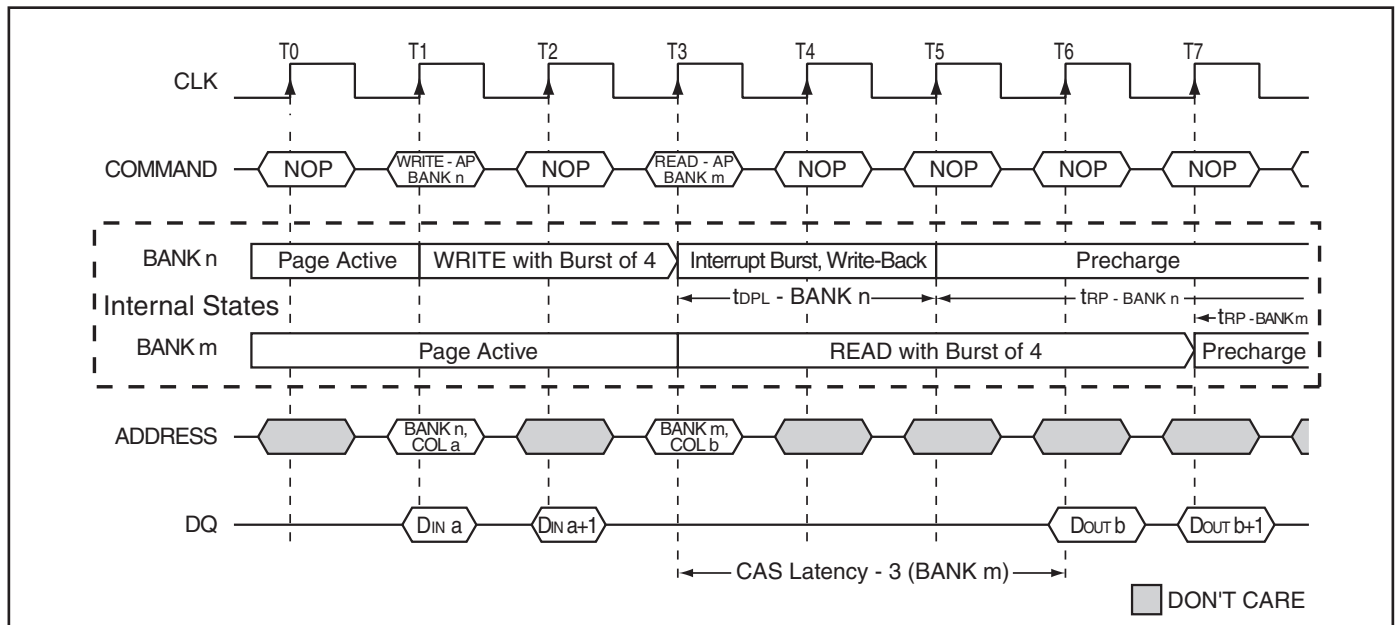 T0 T1 T2 T3 T4 T5 T6 T7
CLK
COMMAND NOP WRITE - AP NOP READ - AP NOP NOP NOP NOP
BANK n BANK m
BANK n Page Active WRITE with Burst of 4 Interrupt Burst, Write-Back Precharge
tDPL - BANK n tRP - BANK n
Internal States
tRP - BANK m
BANK m Page Active READ with Burst of 4 Precharge
ADDRESS BANK n, BANK m,
COL a COL b
DQ DIN a DIN a+1 DOUT b DOUT b+1
CAS Latency - 3 (BANK m)
DON'T CARE